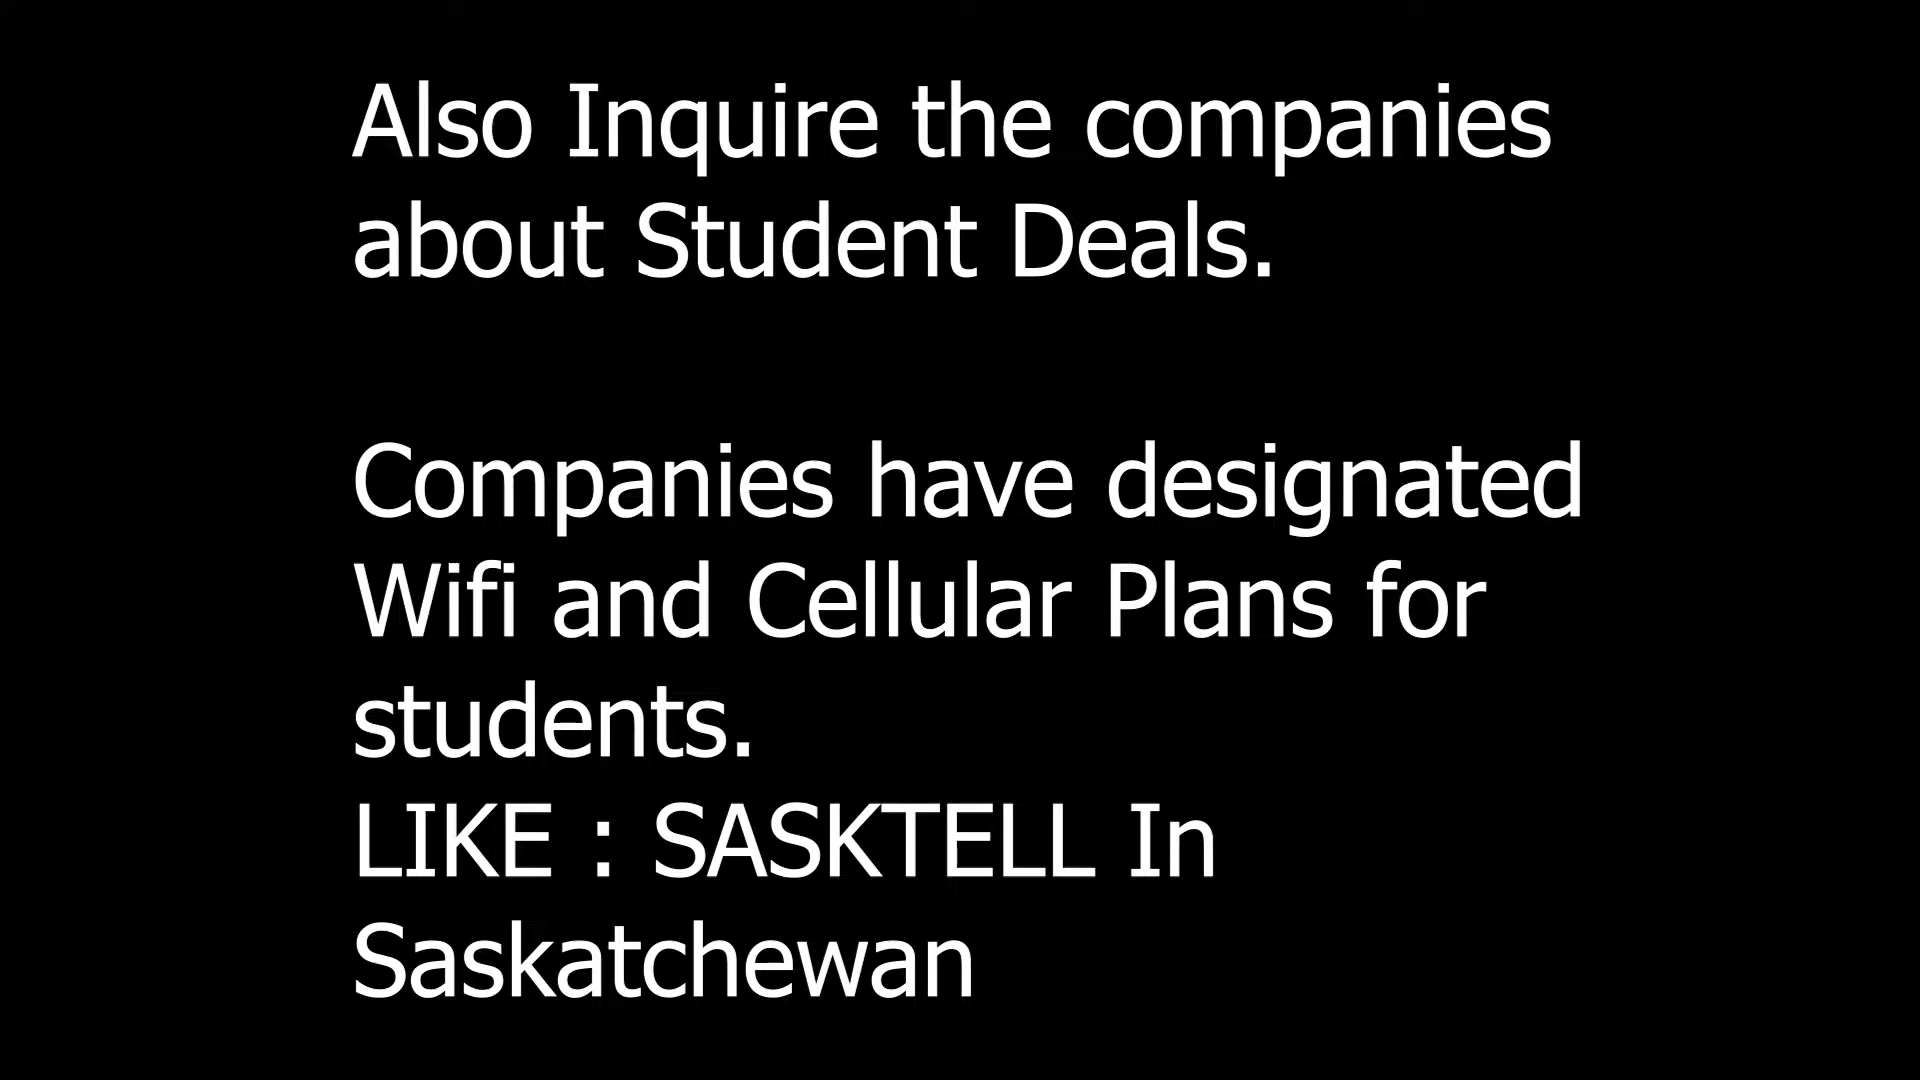 Also Inquire the companies
about Student Deals.
Companies have designated
Wifi and Cellular Plans for
students.
LIKE : SASKTELL In
Saskatchewan